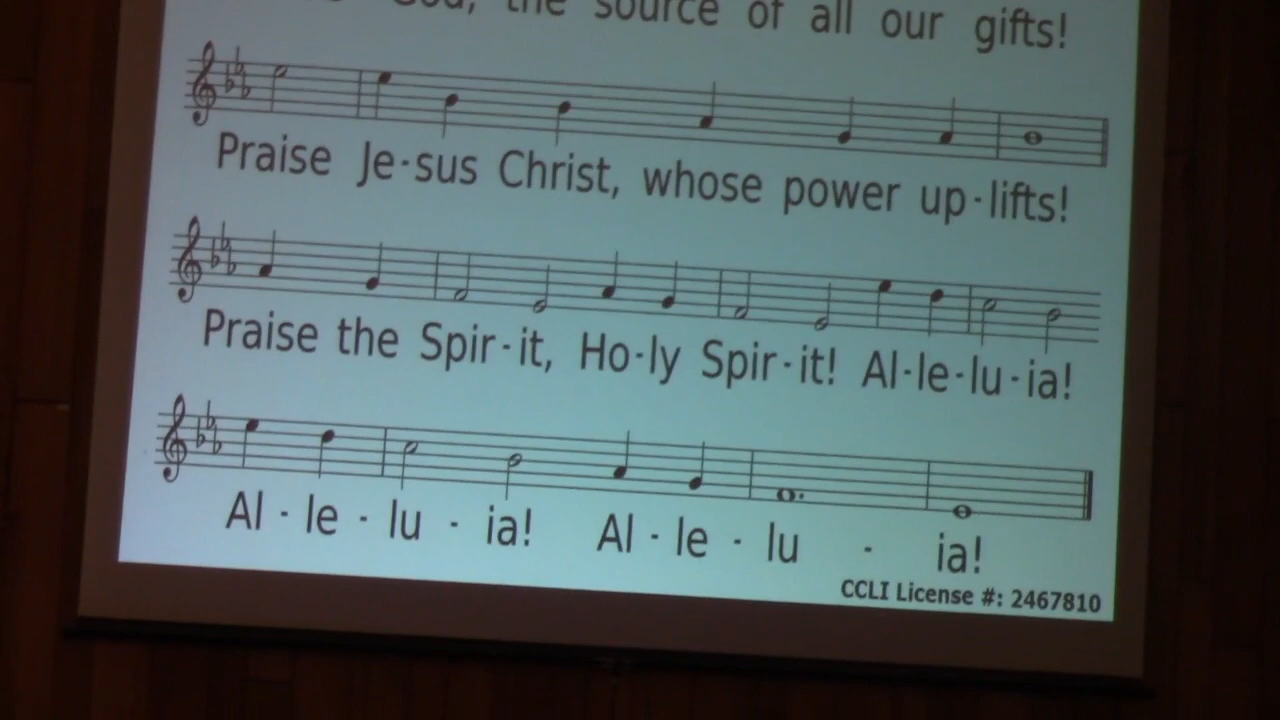 God, the source of all our gifts!
Praise Je-sus Christ, whose power up-lifts!
Praise the Spir-it, Ho-ly Spir-it! Al-le-lu-ia!
Al-le-lu-ia! Al-le-lu-ia!
CCLI License #: 2467810